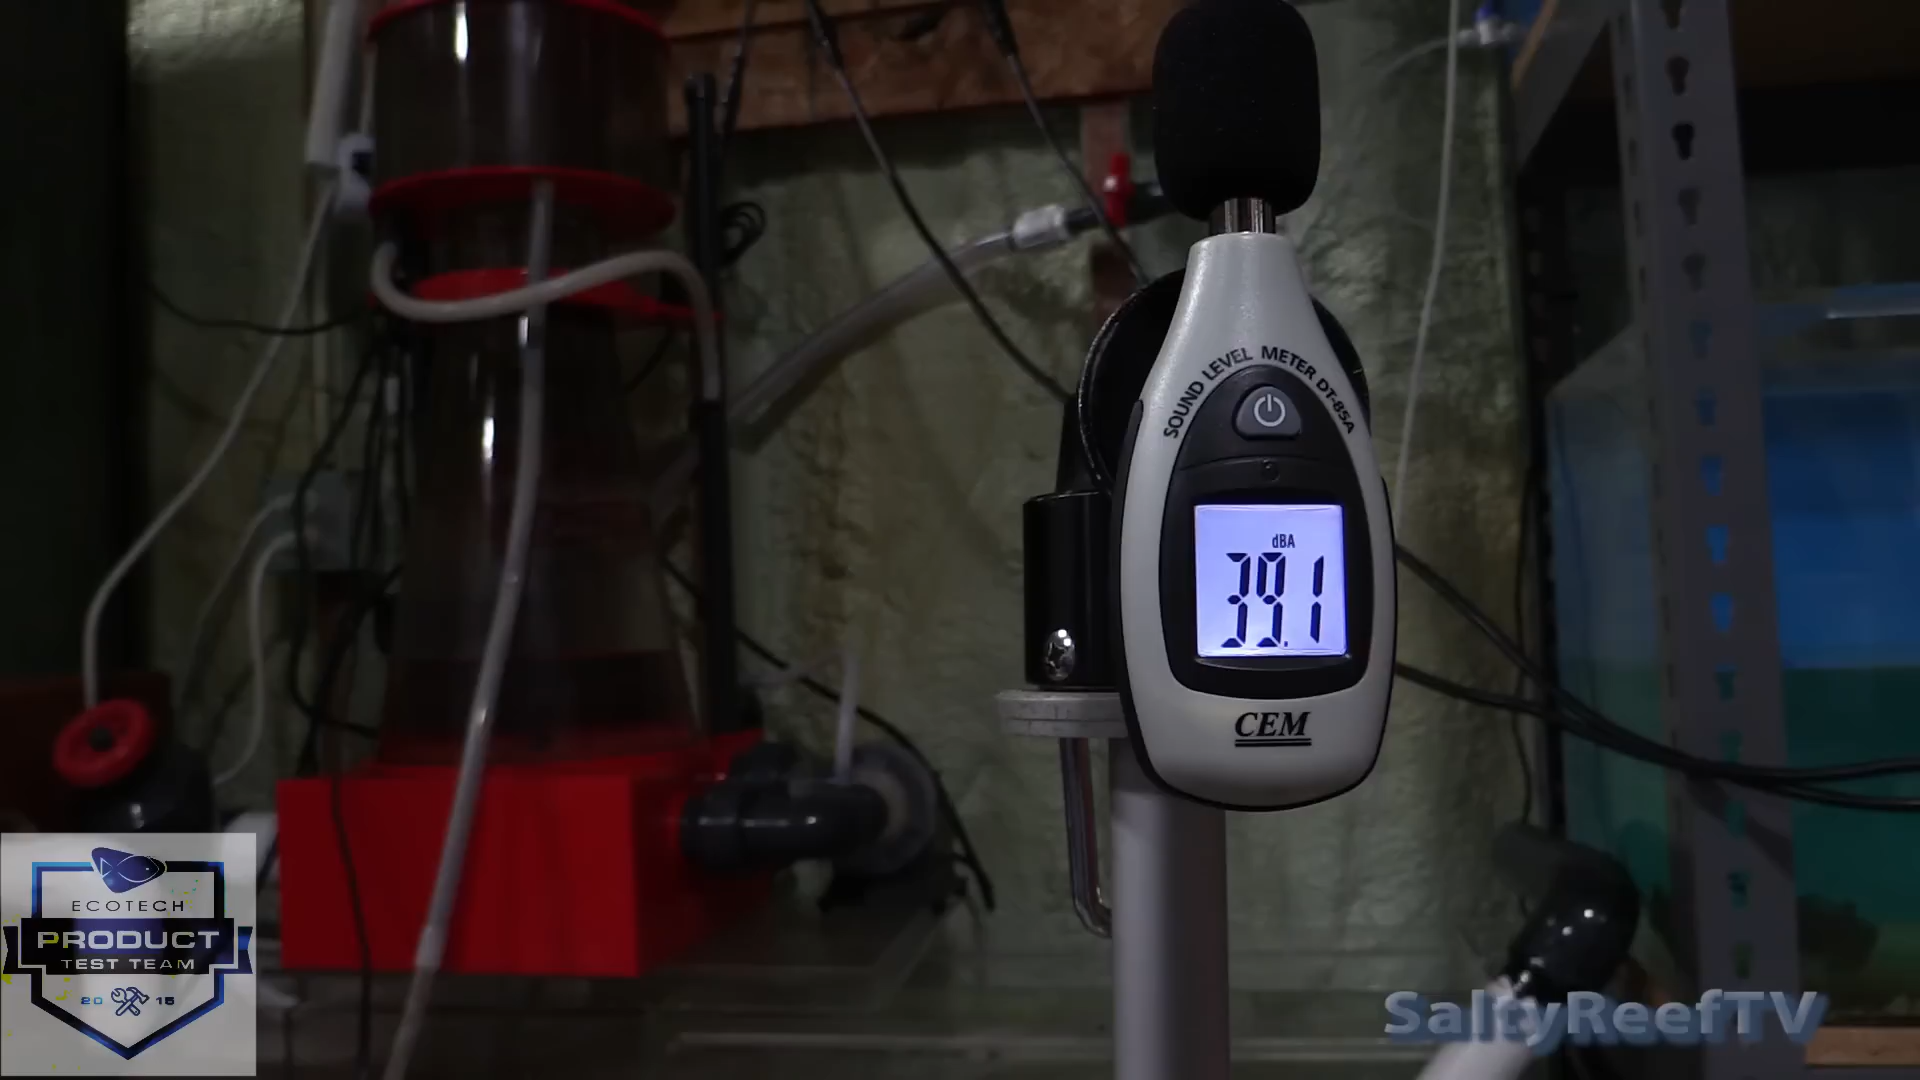 SOUND LEVEL METER DT-85A
dBA
39.1
CEM
ECOTECH
PRODUCT
TEST TEAM
20 15
SaltyReefTV